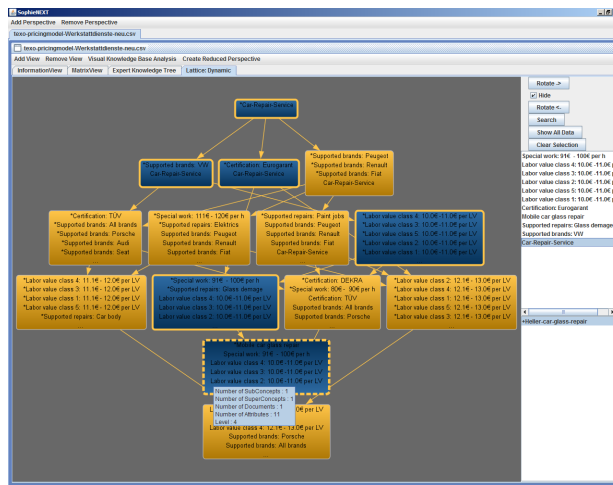 SophieNEXT
Add Perspective Remove Perspective
texo-pricingmodel-Werkstattdienste-neu.csv
texo-pricingmodel-Werkstattdienste-neu.csv
Add View Remove View Visual Knowledge Base Analysis Create Reduced Perspective
InformationView MatrixView Expert Knowledge Tree Lattice: Dynamic
*Car-Repair-Service
*Supported brands: VW
Car-Repair-Service
*Certification: Eurogarant
Car-Repair-Service
*Supported brands: Peugeot
*Supported brands: Renault
*Supported brands: Fiat
Car-Repair-Service
*Certification: TÜV
*Supported brands: All brands
*Supported brands: Porsche
*Supported brands: Audi
*Supported brands: Seat
...
*Special work: 111€ - 120€ per h
*Supported repairs: Elektrics
Supported brands: Peugeot
Supported brands: Renault
Supported brands: Fiat
...
*Supported repairs: Paint jobs
Supported brands: Peugeot
Supported brands: Renault
Supported brands: Fiat
Car-Repair-Service
*Labor value class 4: 10.0€ -11.0€ per LV
*Labor value class 3: 10.0€ -11.0€ per LV
*Labor value class 5: 10.0€ -11.0€ per LV
*Labor value class 2: 10.0€ -11.0€ per LV
*Labor value class 1: 10.0€ -11.0€ per LV
...
*Labor value class 4: 11.1€ - 12.0€ per LV
*Labor value class 3: 11.1€ - 12.0€ per LV
*Labor value class 1: 11.1€ - 12.0€ per LV
*Labor value class 5: 11.1€ - 12.0€ per LV
*Supported repairs: Car body
...
*Special work: 91€ - 100€ per h
*Supported repairs: Glass demage
Labor value class 4: 10.0€ -11.0€ per LV
Labor value class 3: 10.0€ -11.0€ per LV
Labor value class 2: 10.0€ -11.0€ per LV
...
*Certification: DEKRA
*Special work: 80€ - 90€ per h
Certification: TÜV
Supported brands: All brands
Supported brands: Porsche
...
*Labor value class 2: 12.1€ - 13.0€ per LV
*Labor value class 4: 12.1€ - 13.0€ per LV
*Labor value class 1: 12.1€ - 13.0€ per LV
*Labor value class 5: 12.1€ - 13.0€ per LV
*Labor value class 3: 12.1€ - 13.0€ per LV
...
*Mobile car glass repair
Special work: 91€ - 100€ per h
Labor value class 4: 10.0€ -11.0€ per LV
Labor value class 3: 10.0€ -11.0€ per LV
Labor value class 2: 10.0€ -11.0€ per LV
Number of SubConcepts : 1
Number of SuperConcepts : 1
Number of Documents : 1
Number of Attributes : 11
Level : 4
Labor value class 4: 12.1€ - 13.0€ per LV
Supported brands: Porsche
Supported brands: All brands
...
Rotate ->
Hide
Rotate <-
Search
Show All Data
Clear Selection
Special work: 91€ - 100€ per h
Labor value class 4: 10.0€ -11.0€
Labor value class 3: 10.0€ -11.0€
Labor value class 2: 10.0€ -11.0€
Labor value class 5: 10.0€ -11.0€
Labor value class 1: 10.0€ -11.0€
Certification: Eurogarant
Mobile car glass repair
Supported repairs: Glass demage
Supported brands: VW
Car-Repair-Service
+Heller-car-glass-repair